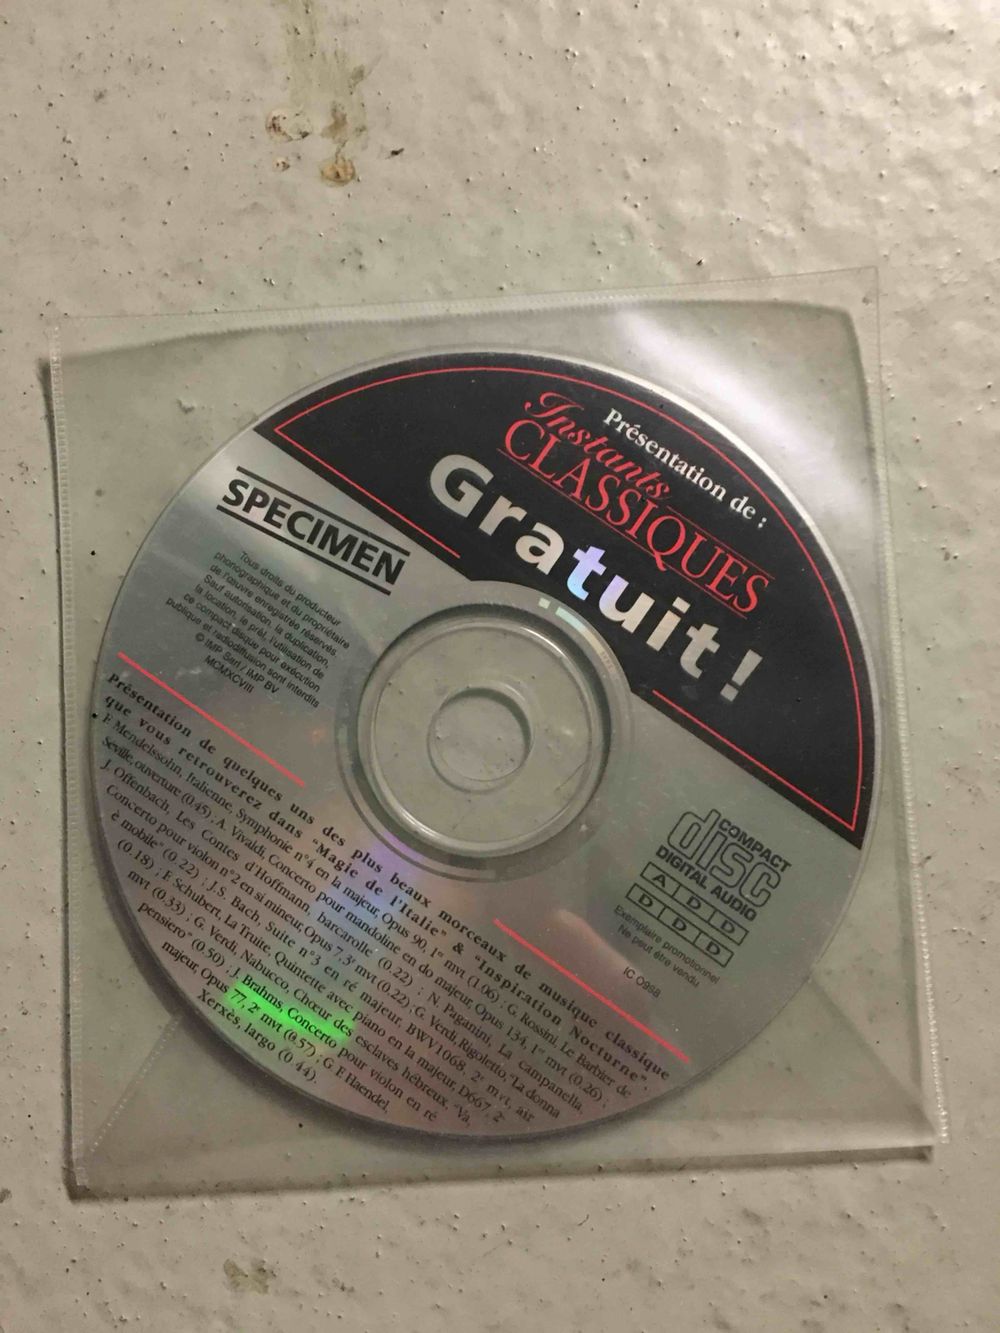 Présentation de :
Instants
CLASSIQUES
Gratuit !
SPECIMEN
Tous droits du producteur
phonographique et du propriétaire
de l'œuvre enregistrée réservés
Sauf autorisation, la duplication,
la location, le prêt, l'utilisation de
ce compact disque pour exécution
publique et radiodiffusion sont interdits
© IMP Sarl / IMP BV
MCMXCVIII
COMPACT
disc
DIGITAL AUDIO
A D D
D D D
Exemplaire promotionnel
Ne peut être vendu
IC 0998
Présentation de quelques uns des plus beaux morceaux de musique classique
que vous retrouverez dans "Magie de l'Italie" & "Inspiration Nocturne".
F. Mendelssohn, Italienne, Symphonie n°4 en la majeur, Opus 90, 1er mvt (1.06) ; G. Rossini, Le Barbier de
Séville, ouverture (0.45) ; A. Vivaldi, Concerto pour mandoline en do majeur, Opus 134, 1er mvt (0.26) ;
J. Offenbach, Les Contes d'Hoffmann, barcarolle (0.22) ; N. Paganini, La campanella,
Concerto pour violon n°2 en si mineur, Opus 7, 3e mvt (0.22) ; G. Verdi, Rigoletto, "La donna
è mobile" (0.22) ; J.S. Bach, Suite n°3 en ré majeur, BWV1068, 2e mvt, air
(0.18) ; F. Schubert, La Truite, Quintette avec piano en la majeur, D667, 2e
mvt (0.33) ; G. Verdi, Nabucco, Chœur des esclaves hébreux, "Va,
pensiero" (0.50) ; J. Brahms, Concerto pour violon en ré
majeur, Opus 77, 2e mvt (0.57) ; G. F. Haendel,
Xerxès, largo (0.44).